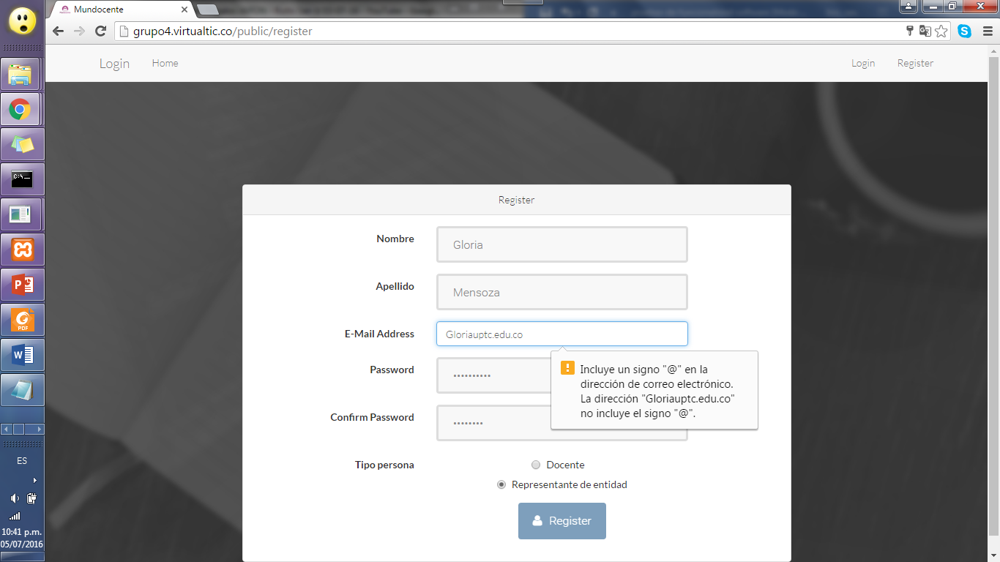 Mundocente
grupo4.virtualtic.co/public/register
Login
Home
Login
Register
Register
Nombre
Gloria
Apellido
Mensoza
E-Mail Address
Gloriauptc.edu.co
Incluye un signo "@" en la
dirección de correo electrónico.
La dirección "Gloriauptc.edu.co"
no incluye el signo "@".
Password
••••••••••
Confirm Password
••••••••
Tipo persona
Docente
Representante de entidad
Register
C:\
PDF
ES
10:41 p.m.
05/07/2016